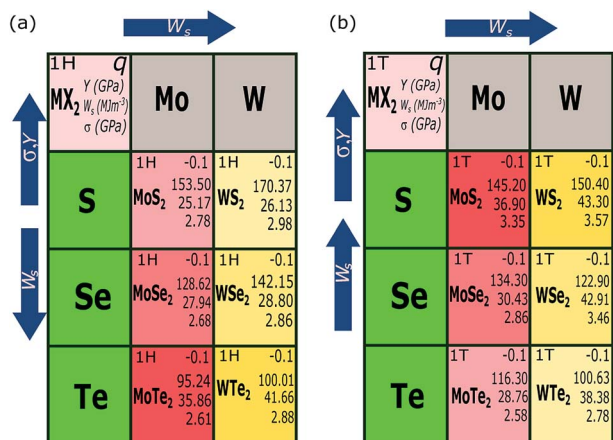 (a)
W_s
1H q
MX₂ Y (GPa)
W_s (MJm⁻³)
σ (GPa)
Mo
W
σ,Y
W_s
S
1H -0.1
MoS₂ 153.50
25.17
2.78
1H -0.1
WS₂ 170.37
26.13
2.98
Se
1H -0.1
MoSe₂ 128.62
27.94
2.68
1H -0.1
WSe₂ 142.15
28.80
2.86
Te
1H -0.1
MoTe₂ 95.24
35.86
2.61
1H -0.1
WTe₂ 100.01
41.66
2.88
(b)
W_s
1T q
MX₂ Y (GPa)
W_s (MJm⁻³)
σ (GPa)
Mo
W
σ,Y
W_s
S
1T -0.1
MoS₂ 145.20
36.90
3.35
1T -0.1
WS₂ 150.40
43.30
3.57
Se
1T -0.1
MoSe₂ 134.30
30.43
2.86
1T -0.1
WSe₂ 122.90
42.91
3.46
Te
1T -0.1
MoTe₂ 116.30
28.76
2.58
1T -0.1
WTe₂ 100.63
38.38
2.78